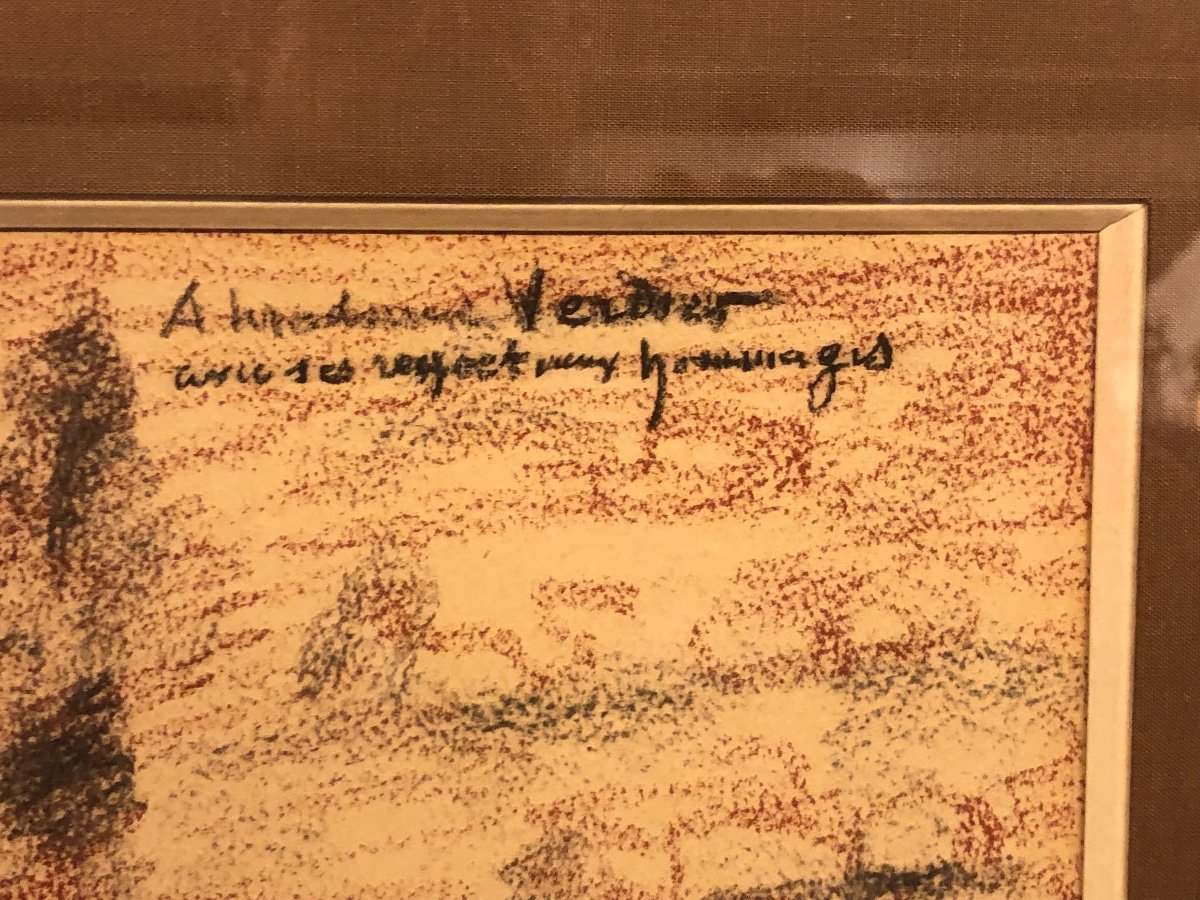 A Madame Verdier
avec ses respectueux hommages